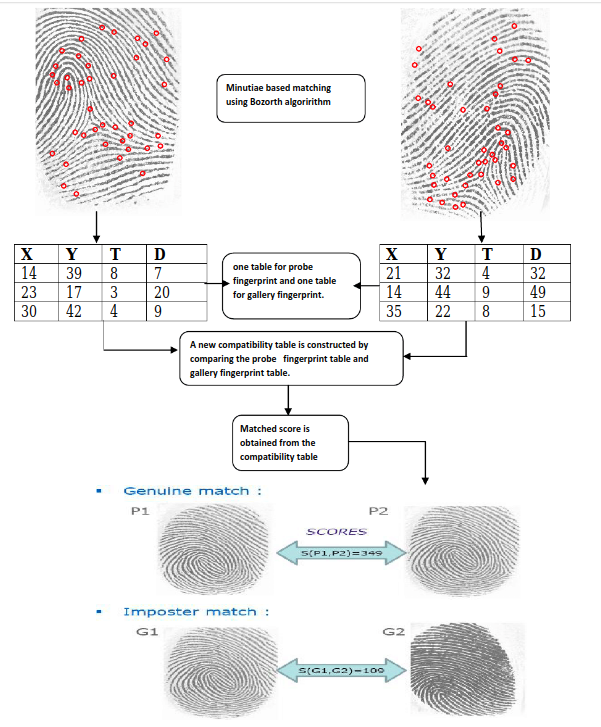 Minutiae based matching
using Bozorth algoririthm
X Y T D
14 39 8 7
23 17 3 20
30 42 4 9
one table for probe
fingerprint and one table
for gallery fingerprint.
X Y T D
21 32 4 32
14 44 9 49
35 22 8 15
A new compatibility table is constructed by
comparing the probe fingerprint table and
gallery fingerprint table.
Matched score is
obtained from the
compatibility table
Genuine match :
P1
P2
SCORES
S(P1,P2)=349
Imposter match :
G1
G2
S(G1,G2)=109